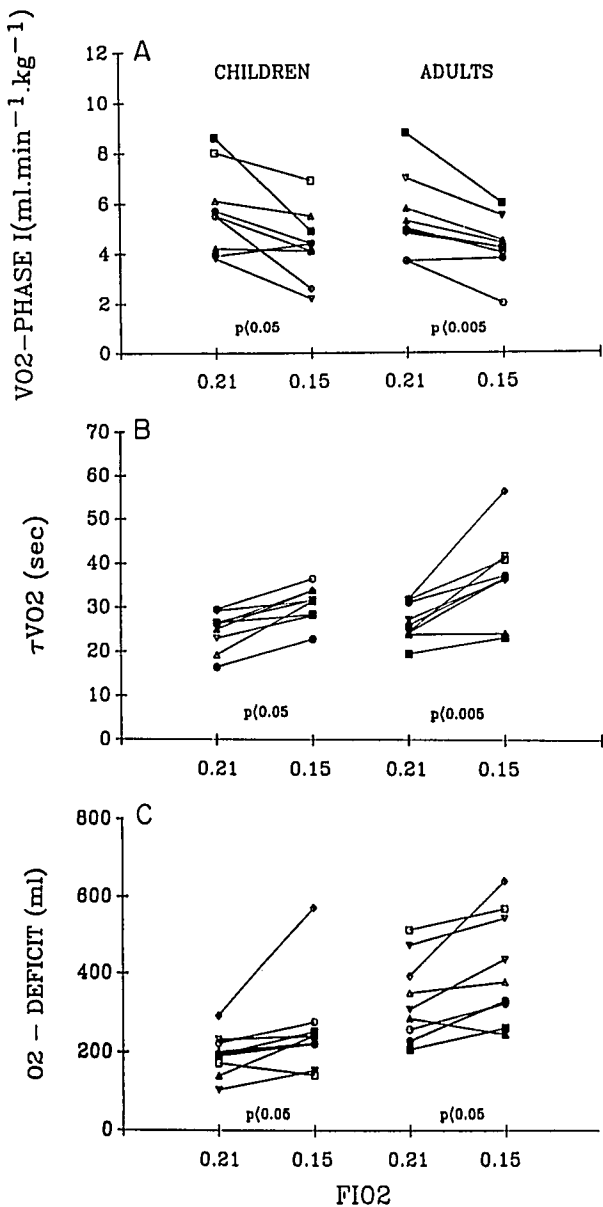 A
CHILDREN ADULTS
VO2-PHASE I(ml.min⁻¹.kg⁻¹)
12
10
8
6
4
2
0
p⟨0.05 p⟨0.005
0.21 0.15 0.21 0.15
B
τVO2 (sec)
70
60
50
40
30
20
10
0
p⟨0.05 p⟨0.005
0.21 0.15 0.21 0.15
C
O2 - DEFICIT (ml)
800
600
400
200
0
p⟨0.05 p⟨0.05
0.21 0.15 0.21 0.15
FIO2